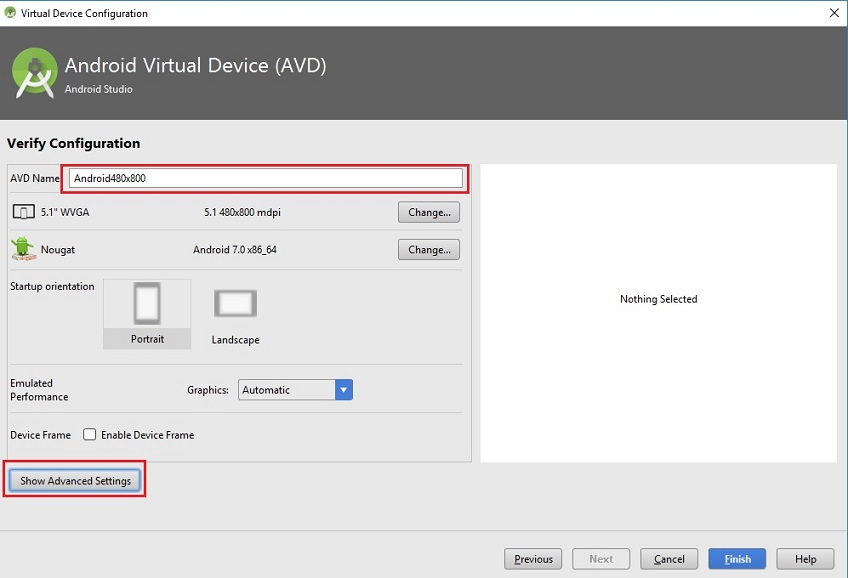 Virtual Device Configuration
Android Virtual Device (AVD)
Android Studio
Verify Configuration
AVD Name Android480x800
5.1" WVGA 5.1 480x800 mdpi Change...
Nougat Android 7.0 x86_64 Change...
Startup orientation
Portrait Landscape
Nothing Selected
Emulated
Performance
Graphics: Automatic
Device Frame Enable Device Frame
Show Advanced Settings
Previous Next Cancel Finish Help